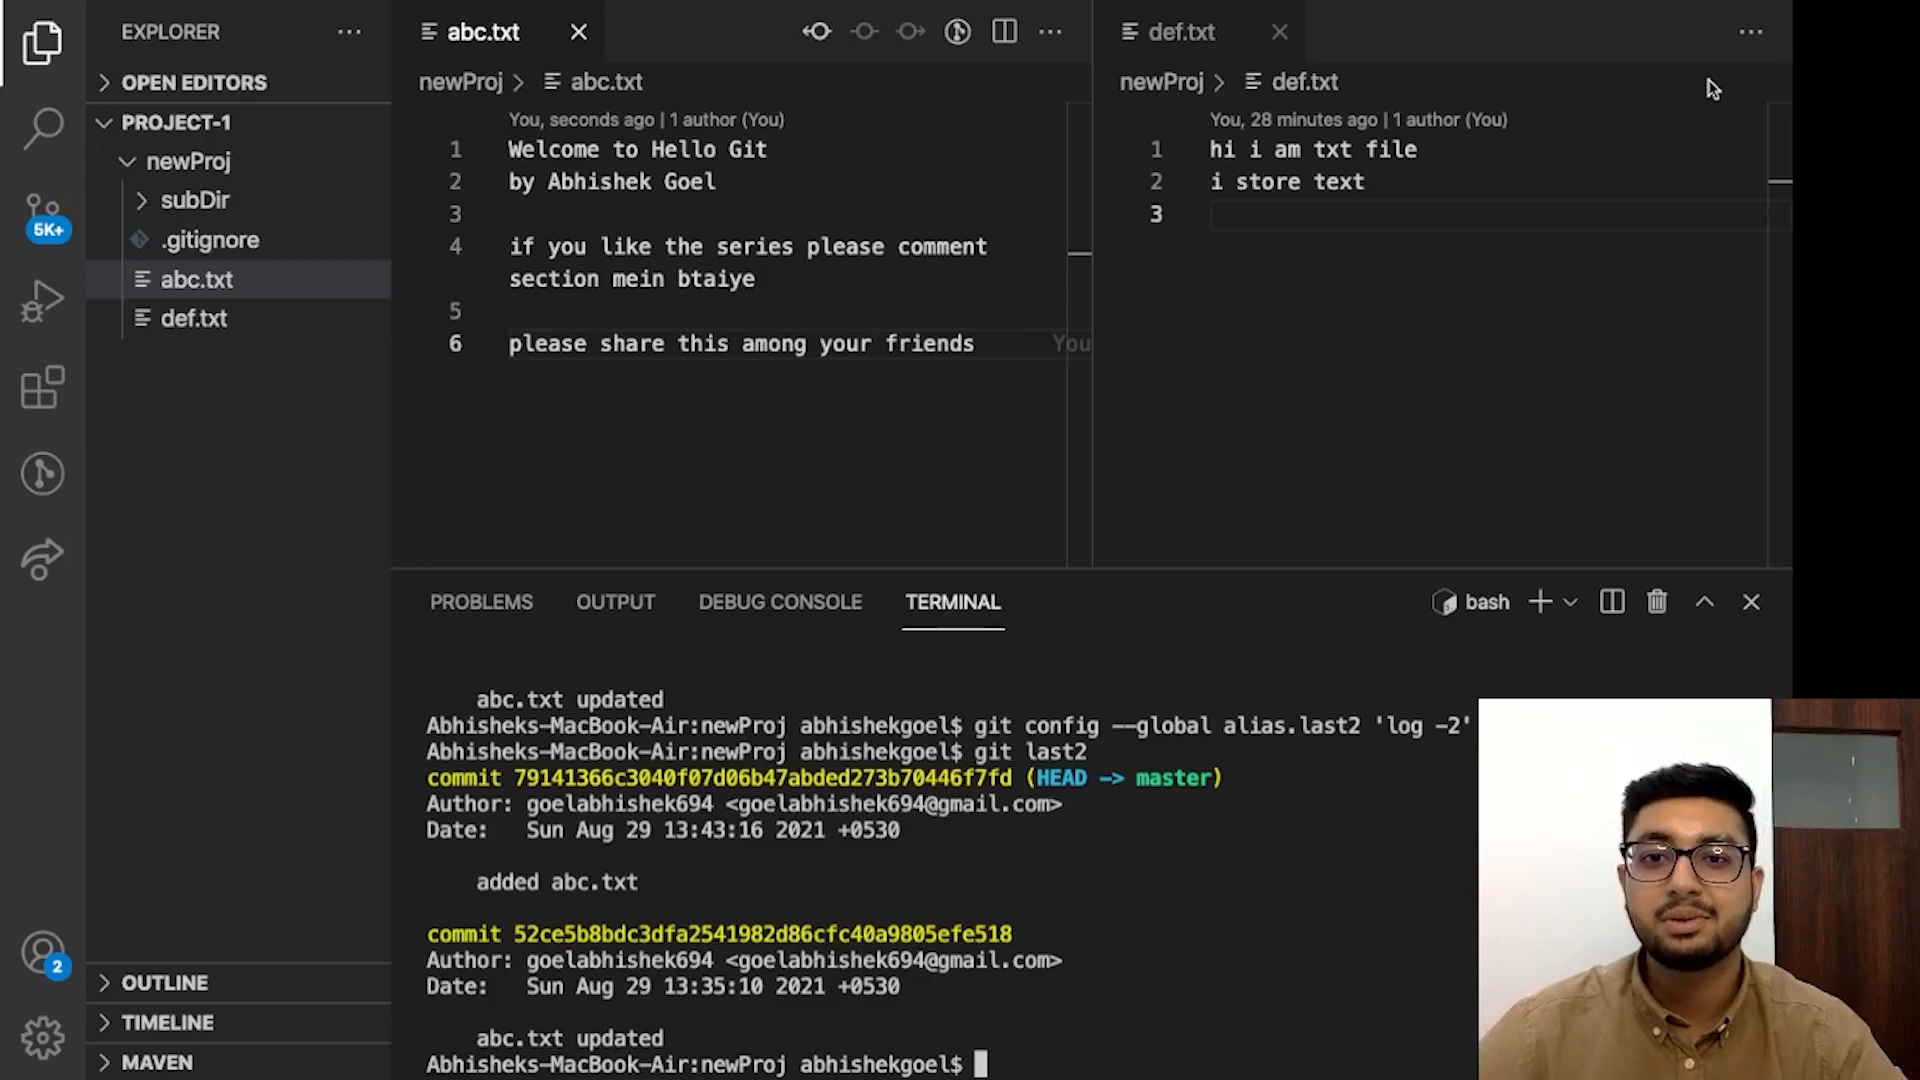 EXPLORER
OPEN EDITORS
PROJECT-1
newProj
subDir
.gitignore
abc.txt
def.txt
OUTLINE
TIMELINE
MAVEN
5K+
2
abc.txt
newProj > abc.txt
You, seconds ago | 1 author (You)
1 Welcome to Hello Git
2 by Abhishek Goel
3
4 if you like the series please comment
section mein btaiye
5
6 please share this among your friends You
def.txt
newProj > def.txt
You, 28 minutes ago | 1 author (You)
1 hi i am txt file
2 i store text
3
PROBLEMS OUTPUT DEBUG CONSOLE TERMINAL bash
abc.txt updated
Abhisheks-MacBook-Air:newProj abhishekgoel$ git config --global alias.last2 'log -2'
Abhisheks-MacBook-Air:newProj abhishekgoel$ git last2
commit 79141366c3040f07d06b47abded273b70446f7fd (HEAD -> master)
Author: goelabhishek694 <goelabhishek694@gmail.com>
Date: Sun Aug 29 13:43:16 2021 +0530
added abc.txt
commit 52ce5b8bdc3dfa2541982d86cfc40a9805efe518
Author: goelabhishek694 <goelabhishek694@gmail.com>
Date: Sun Aug 29 13:35:10 2021 +0530
abc.txt updated
Abhisheks-MacBook-Air:newProj abhishekgoel$